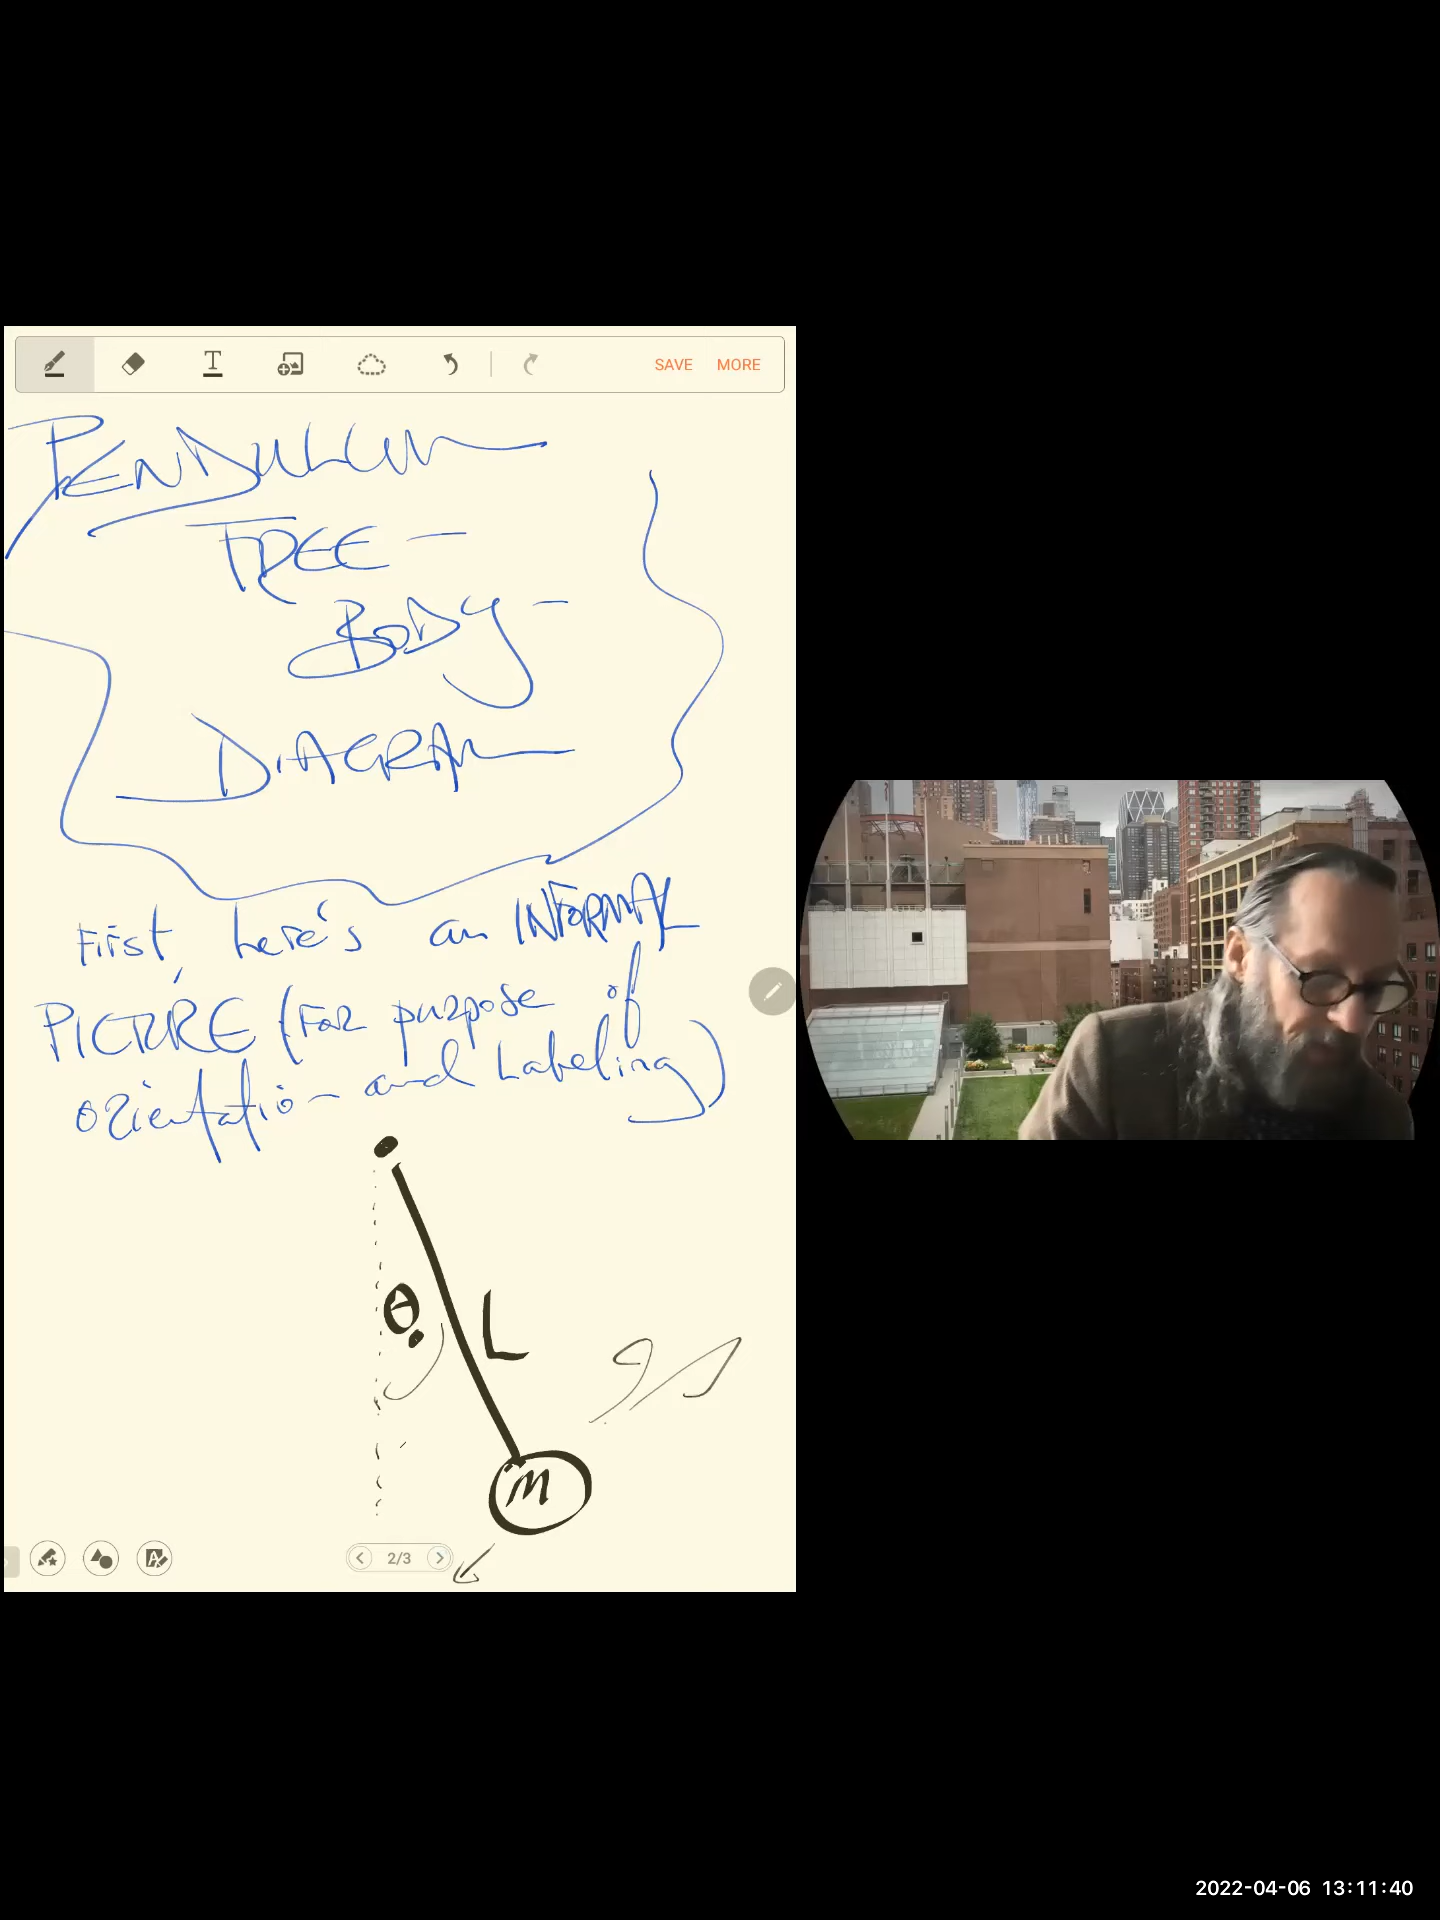 SAVE MORE
PENDULUM
FREE-
BODY-
DIAGRAM
First, here's an INFORMAL
PICTURE (FOR purpose of
orientation and Labeling)
θ
L
m
2/3
2022-04-06 13:11:40